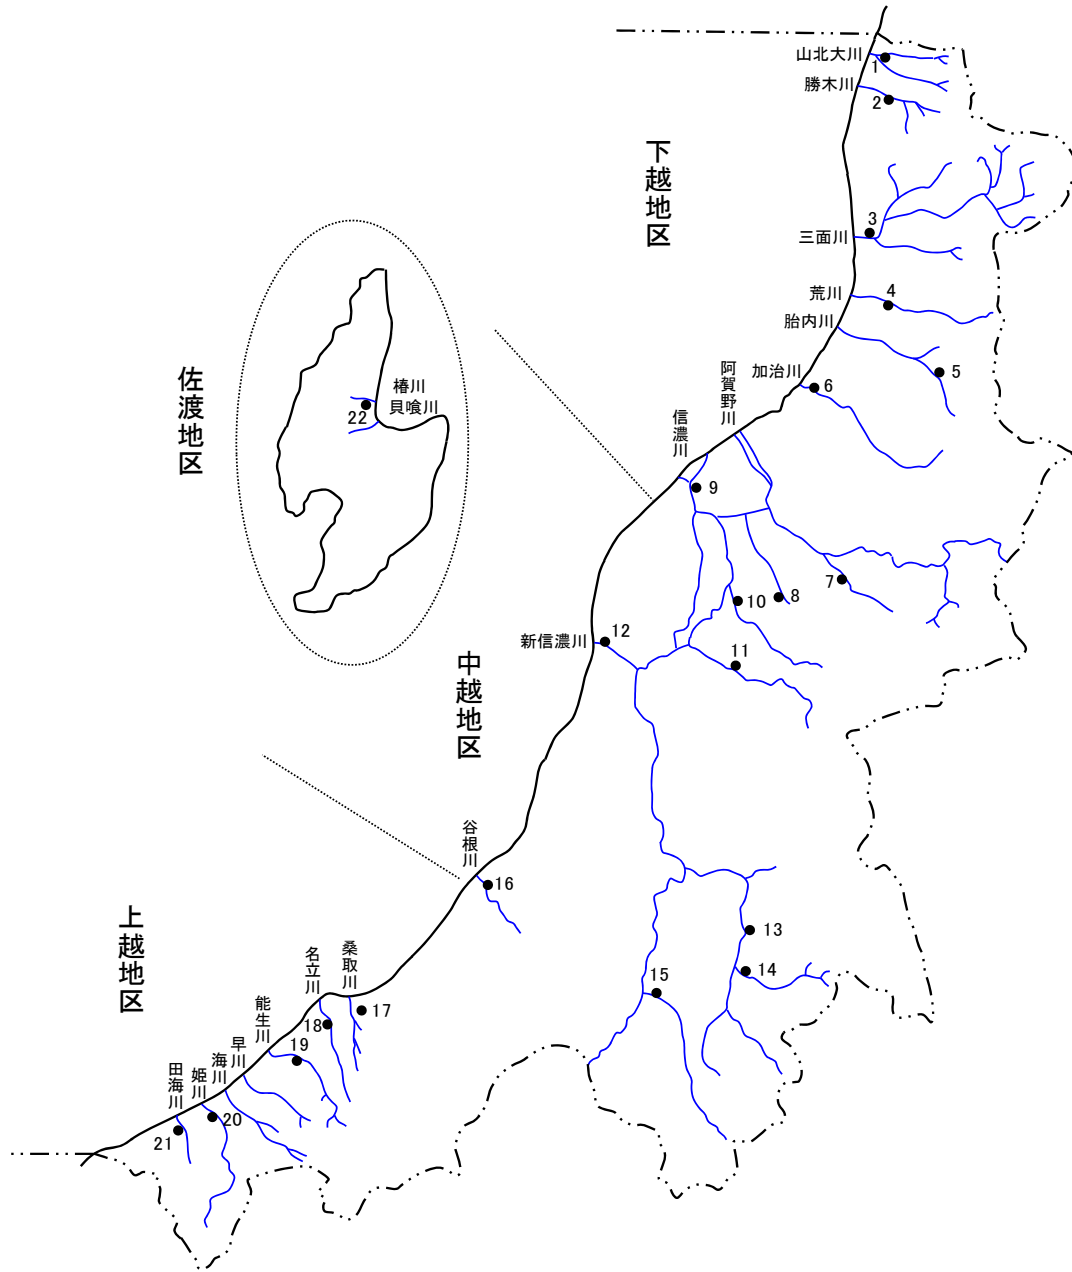 山北大川
1
勝木川
2
下越地区
三面川
3
荒川
4
胎内川
5
加治川
6
阿賀野川
信濃川
9
佐渡地区
椿川
貝喰川
22
7
8
10
11
新信濃川
12
中越地区
谷根川
16
13
14
15
上越地区
桑取川
17
名立川
18
能生川
19
早川
海川
姫川
20
田海川
21